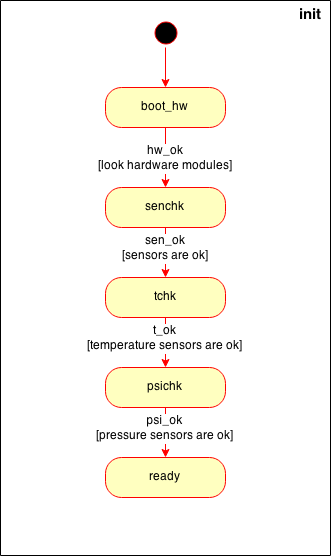 init
boot_hw
hw_ok
[look hardware modules]
senchk
sen_ok
[sensors are ok]
tchk
t_ok
[temperature sensors are ok]
psichk
psi_ok
[pressure sensors are ok]
ready